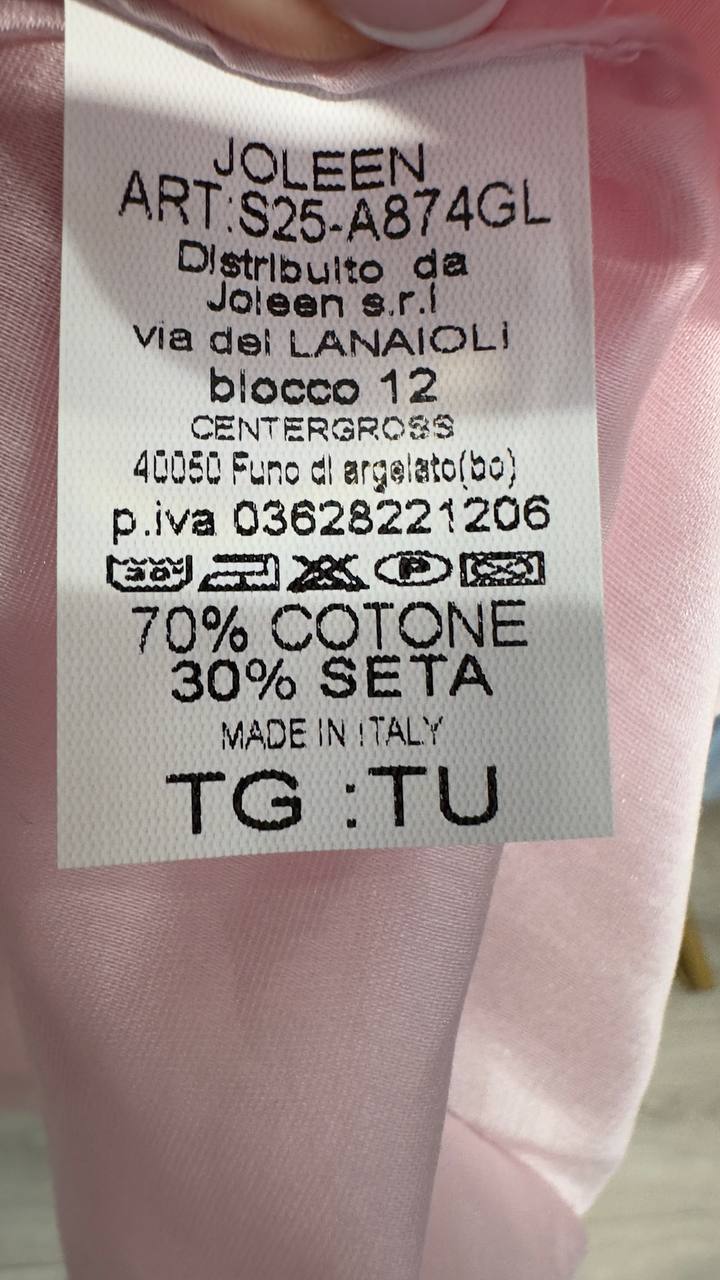 JOLEEN
ART:S25-A874GL
Distribuito da
Joleen s.r.l
via dei LANAIOLi
blocco 12
CENTERGROSS
40050 Funo di argelato(bo)
p.iva 03628221206
30 P
70% COTONE
30% SETA
MADE IN ITALY
TG :TU